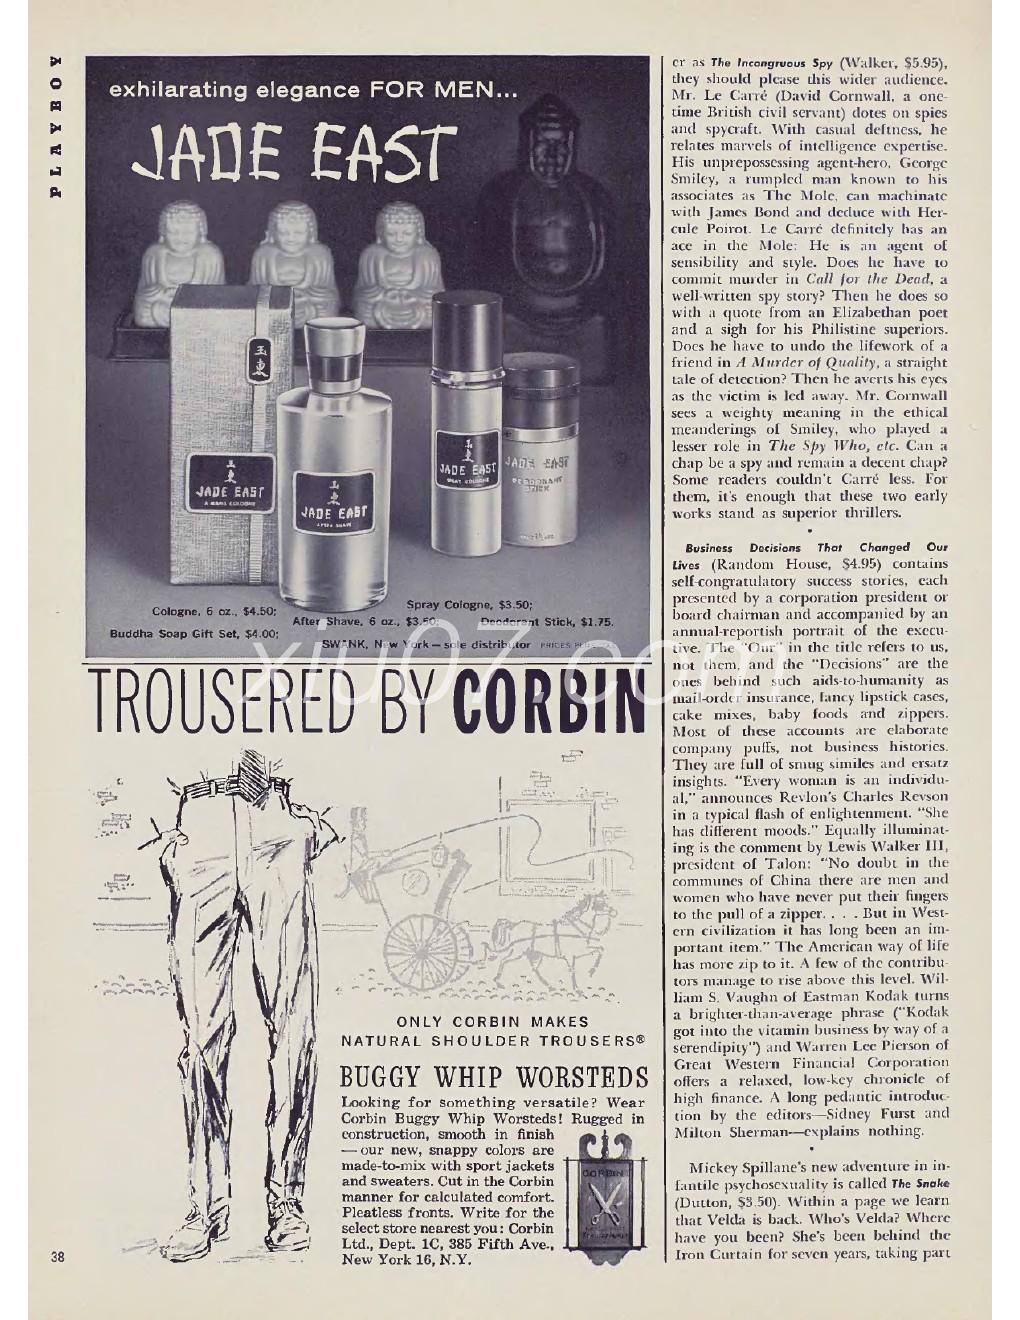 PLAYBOY
exhilarating elegance FOR MEN...
JADE EAST
玉
東
玉
東
JADE EAST
玉
東
JADE EAST
AFTER SHAVE
玉
東
JADE EAST
SPRAY COLOGNE
JADE EAST
DEODORANT
STICK
Cologne, 6 oz., $4.50;
Spray Cologne, $3.50;
After Shave, 6 oz., $3.50;
Deodorant Stick, $1.75.
Buddha Soap Gift Set, $4.00;
SWANK, New York — sole distributor
PRICES PLUS TAX
TROUSERED BY CORBIN
ONLY CORBIN MAKES
NATURAL SHOULDER TROUSERS®
BUGGY WHIP WORSTEDS
Looking for something versatile? Wear
Corbin Buggy Whip Worsteds! Rugged in
construction, smooth in finish
— our new, snappy colors are
made-to-mix with sport jackets
and sweaters. Cut in the Corbin
manner for calculated comfort.
Pleatless fronts. Write for the
select store nearest you: Corbin
Ltd., Dept. 1C, 385 Fifth Ave.,
New York 16, N.Y.
CORBIN
38
er as The Incongruous Spy (Walker, $5.95),
they should please this wider audience.
Mr. Le Carré (David Cornwall, a one-
time British civil servant) dotes on spies
and spycraft. With casual deftness, he
relates marvels of intelligence expertise.
His unprepossessing agent-hero, George
Smiley, a rumpled man known to his
associates as The Mole, can machinate
with James Bond and deduce with Her-
cule Poirot. Le Carré definitely has an
ace in the Mole: He is an agent of
sensibility and style. Does he have to
commit murder in Call for the Dead, a
well-written spy story? Then he does so
with a quote from an Elizabethan poet
and a sigh for his Philistine superiors.
Does he have to undo the lifework of a
friend in A Murder of Quality, a straight
tale of detection? Then he averts his eyes
as the victim is led away. Mr. Cornwall
sees a weighty meaning in the ethical
meanderings of Smiley, who played a
lesser role in The Spy Who, etc. Can a
chap be a spy and remain a decent chap?
Some readers couldn't Carré less. For
them, it's enough that these two early
works stand as superior thrillers.
•
Business Decisions That Changed Our
Lives (Random House, $4.95) contains
self-congratulatory success stories, each
presented by a corporation president or
board chairman and accompanied by an
annual-reportish portrait of the execu-
tive. The "Our" in the title refers to us,
not them, and the "Decisions" are the
ones behind such aids-to-humanity as
mail-order insurance, fancy lipstick cases,
cake mixes, baby foods and zippers.
Most of these accounts are elaborate
company puffs, not business histories.
They are full of smug similes and ersatz
insights. "Every woman is an individu-
al," announces Revlon's Charles Revson
in a typical flash of enlightenment. "She
has different moods." Equally illuminat-
ing is the comment by Lewis Walker III,
president of Talon: "No doubt in the
communes of China there are men and
women who have never put their fingers
to the pull of a zipper. . . . But in West-
ern civilization it has long been an im-
portant item." The American way of life
has more zip to it. A few of the contribu-
tors manage to rise above this level. Wil-
liam S. Vaughn of Eastman Kodak turns
a brighter-than-average phrase ("Kodak
got into the vitamin business by way of a
serendipity") and Warren Lee Pierson of
Great Western Financial Corporation
offers a relaxed, low-key chronicle of
high finance. A long pedantic introduc-
tion by the editors—Sidney Furst and
Milton Sherman—explains nothing.
•
Mickey Spillane's new adventure in in-
fantile psychosexuality is called The Snake
(Dutton, $3.50). Within a page we learn
that Velda is back. Who's Velda? Where
have you been? She's been behind the
Iron Curtain for seven years, taking part
xiu07.com